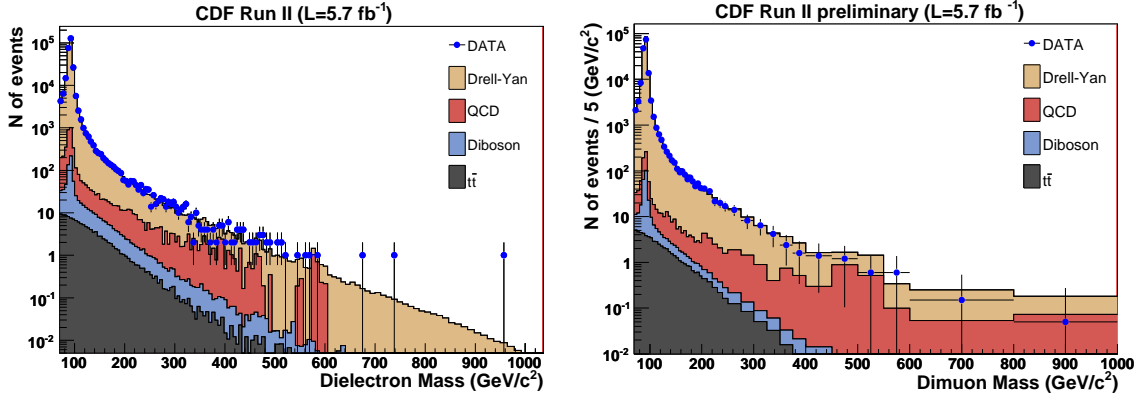 CDF Run II (L=5.7 fb⁻¹)
N of events
10⁵
10⁴
10³
10²
10
1
10⁻¹
10⁻²
DATA
Drell-Yan
QCD
Diboson
tt̄
100 200 300 400 500 600 700 800 900 1000
Dielectron Mass (GeV/c²)
CDF Run II preliminary (L=5.7 fb ⁻¹)
N of events / 5 (GeV/c²)
10⁵
10⁴
10³
10²
10
1
10⁻¹
10⁻²
DATA
Drell-Yan
QCD
Diboson
tt̄
100 200 300 400 500 600 700 800 900 1000
Dimuon Mass (GeV/c²)